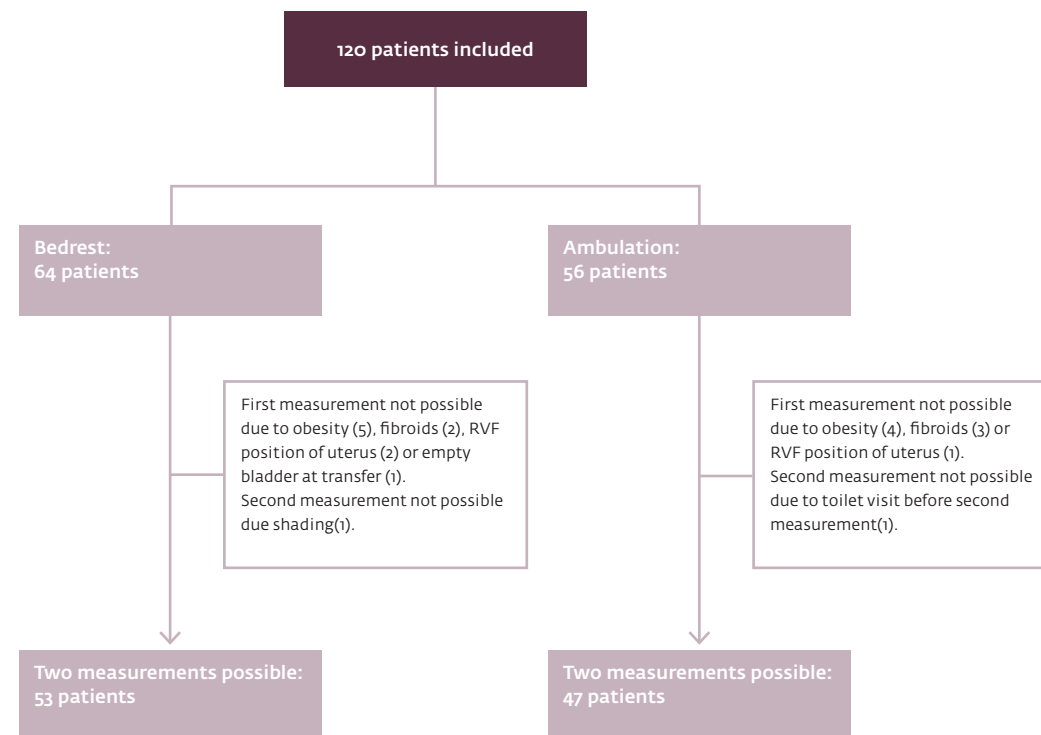 120 patients included
Bedrest:
64 patients
Ambulation:
56 patients
First measurement not possible
due to obesity (5), fibroids (2), RVF
position of uterus (2) or empty
bladder at transfer (1).
Second measurement not possible
due shading(1).
First measurement not possible
due to obesity (4), fibroids (3) or
RVF position of uterus (1).
Second measurement not possible
due to toilet visit before second
measurement(1).
Two measurements possible:
53 patients
Two measurements possible:
47 patients